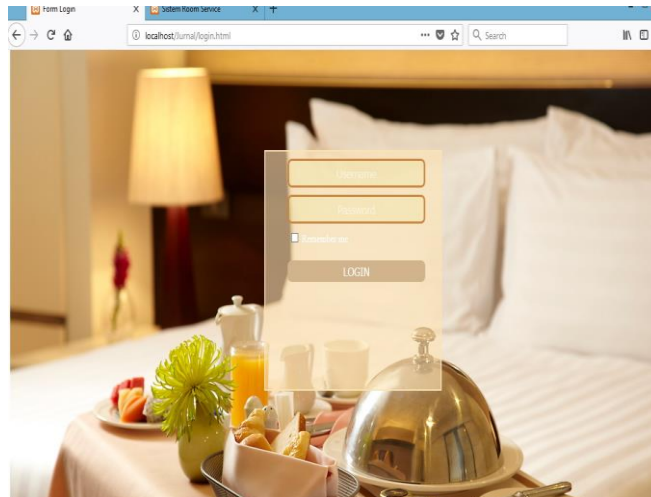 Form Login X Sistem Room Service X +
localhost/Jurnal/login.html ... Search
Username
Password
Remember me
LOGIN